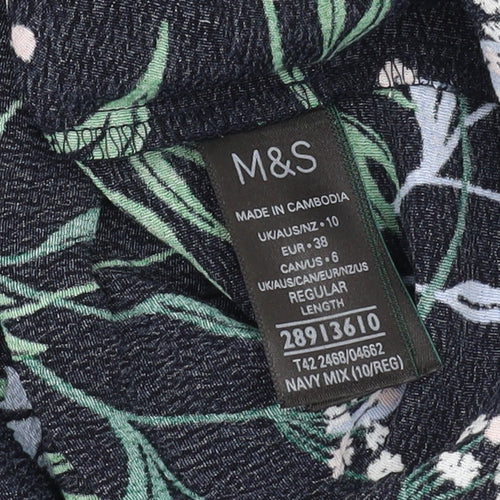 M&S
MADE IN CAMBODIA
UK/AUS/NZ • 10
EUR • 38
CAN/US • 6
UK/AUS/CAN/EUR/NZ/US
REGULAR
LENGTH
28913610
T42 2468/04662
NAVY MIX (10/REG)